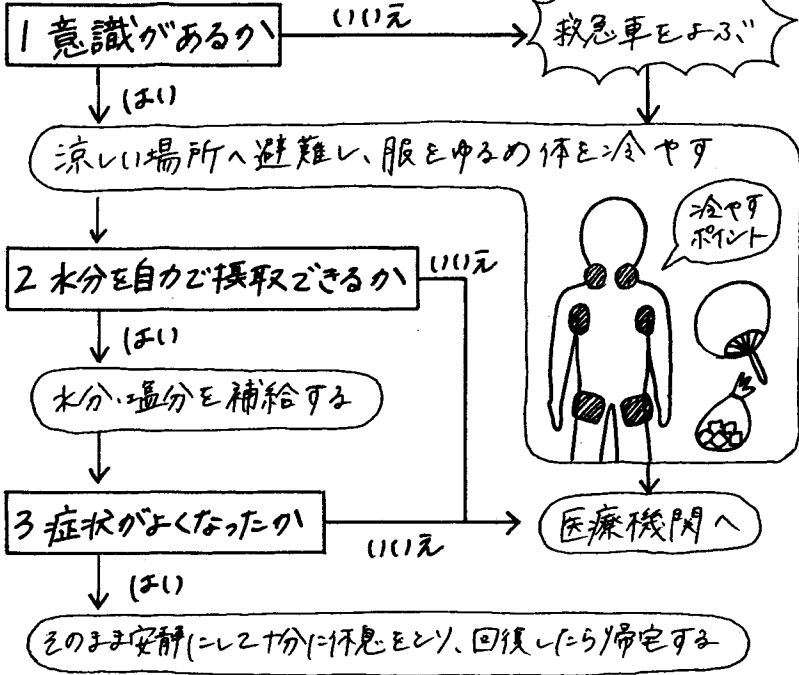 1 意識があるか
いいえ
救急車をよぶ
はい
涼しい場所へ避難し、服をゆるめ体を冷やす
冷やす
ポイント
2 水分を自力で摂取できるか
いいえ
はい
水分・塩分を補給する
3 症状がよくなったか
いいえ
医療機関へ
はい
そのまま安静にして十分に休息をとり、回復したら帰宅する